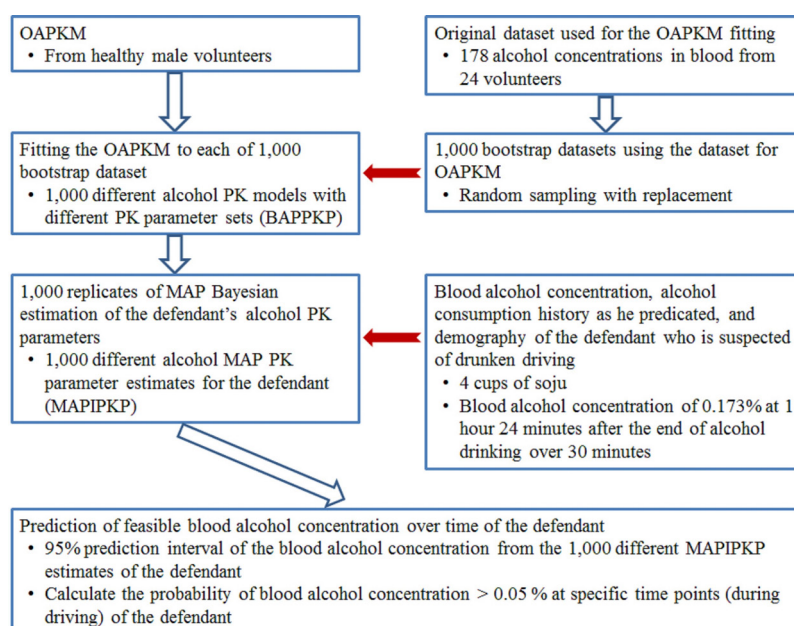 OAPKM
• From healthy male volunteers
Original dataset used for the OAPKM fitting
• 178 alcohol concentrations in blood from
24 volunteers
Fitting the OAPKM to each of 1,000
bootstrap dataset
• 1,000 different alcohol PK models with
different PK parameter sets (BAPPKP)
1,000 bootstrap datasets using the dataset for
OAPKM
• Random sampling with replacement
1,000 replicates of MAP Bayesian
estimation of the defendant's alcohol PK
parameters
• 1,000 different alcohol MAP PK
parameter estimates for the defendant
(MAPIPKP)
Blood alcohol concentration, alcohol
consumption history as he predicated, and
demography of the defendant who is suspected
of drunken driving
• 4 cups of soju
• Blood alcohol concentration of 0.173% at 1
hour 24 minutes after the end of alcohol
drinking over 30 minutes
Prediction of feasible blood alcohol concentration over time of the defendant
• 95% prediction interval of the blood alcohol concentration from the 1,000 different MAPIPKP
estimates of the defendant
• Calculate the probability of blood alcohol concentration > 0.05 % at specific time points (during
driving) of the defendant